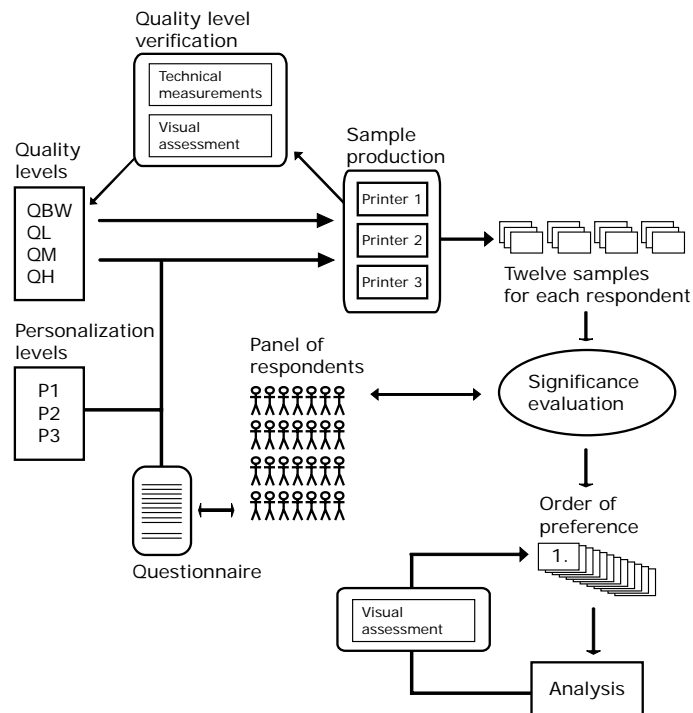 Quality level
verification
Technical
measurements
Visual
assessment
Quality
levels
QBW
QL
QM
QH
Sample
production
Printer 1
Printer 2
Printer 3
Twelve samples
for each respondent
Personalization
levels
P1
P2
P3
Panel of
respondents
Significance
evaluation
Questionnaire
Order of
preference
1.
Visual
assessment
Analysis